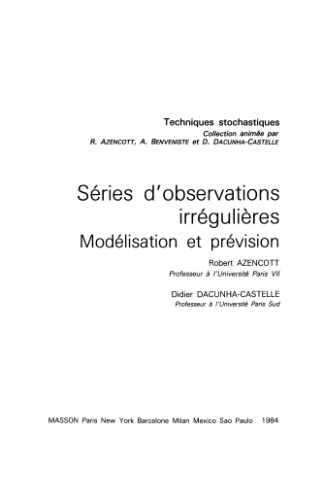 Techniques stochastiques
Collection animée par
R. AZENCOTT, A. BENVENISTE et D. DACUNHA-CASTELLE
Séries d'observations
irrégulières
Modélisation et prévision
Robert AZENCOTT
Professeur à l'Université Paris VII
Didier DACUNHA-CASTELLE
Professeur à l'Université Paris Sud
MASSON Paris New York Barcelone Milan Mexico Sao Paulo 1984